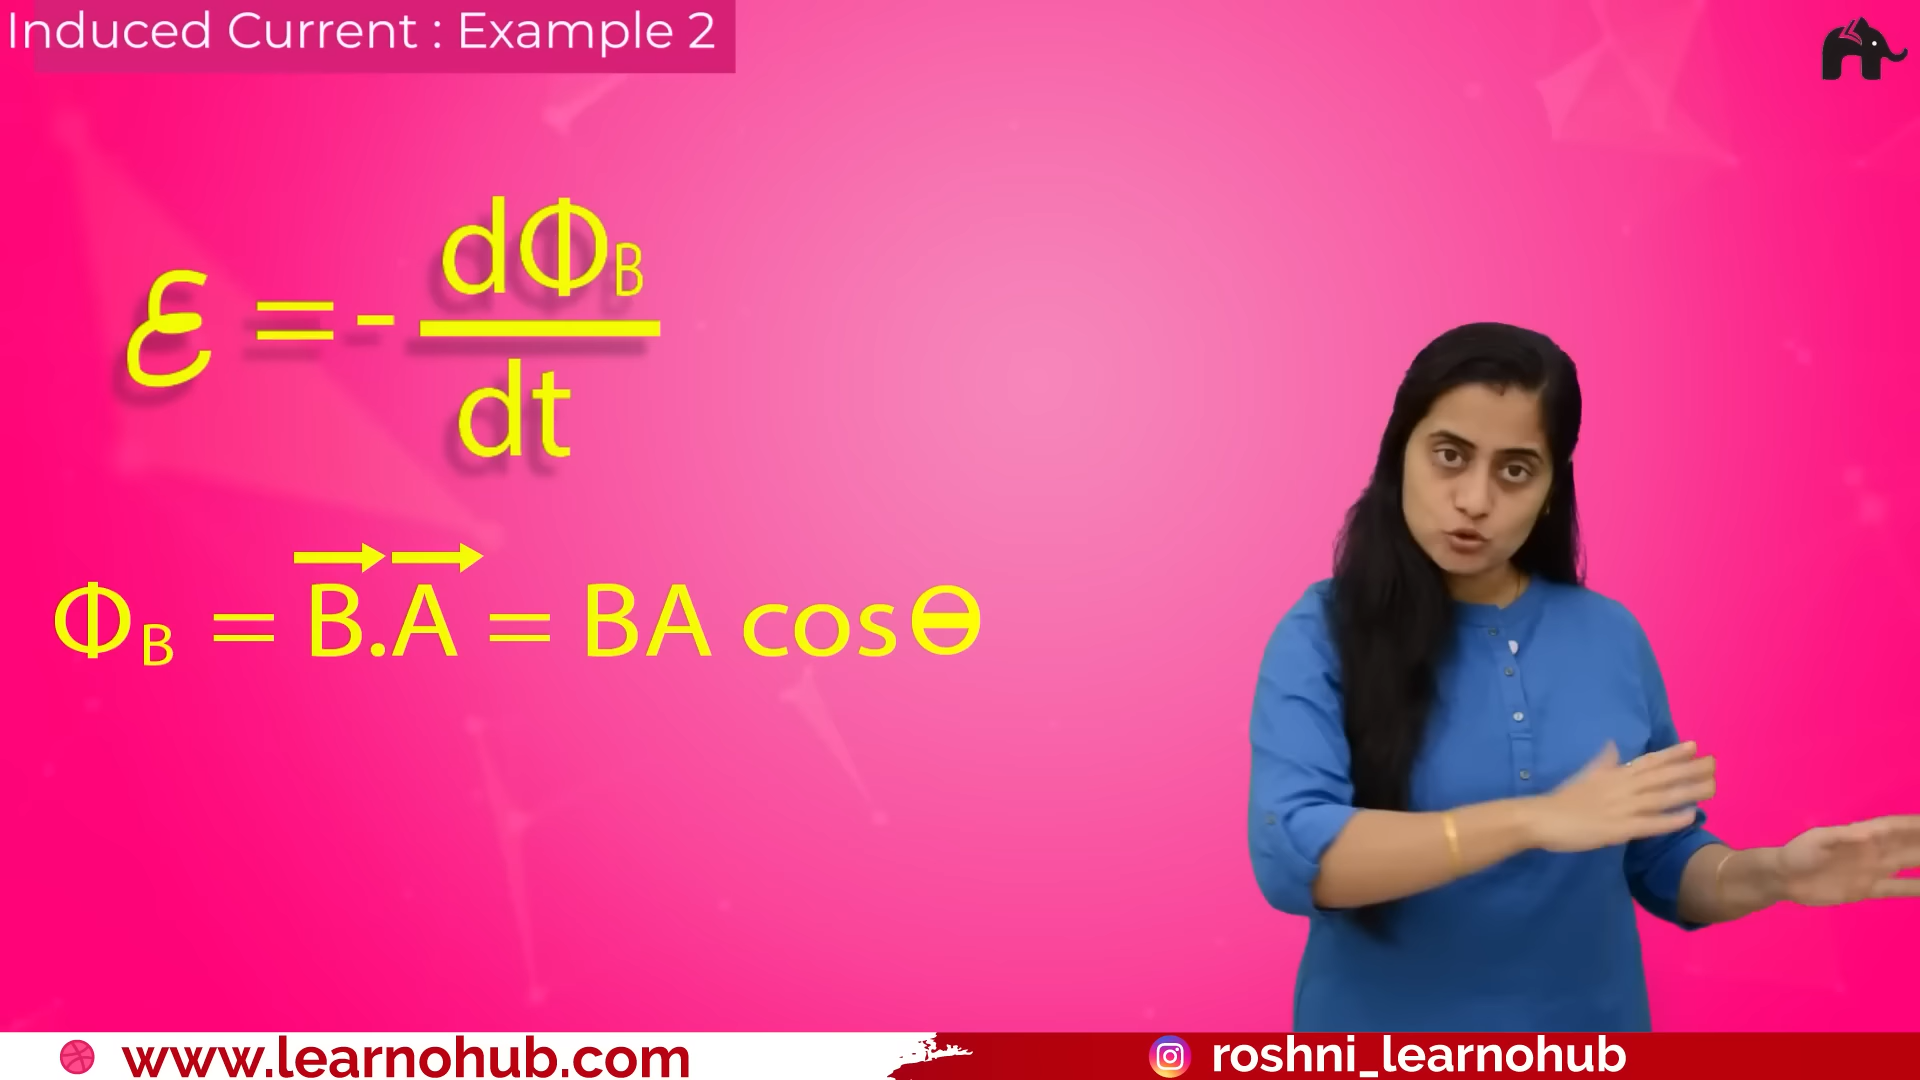 Induced Current : Example 2
ℰ = - dΦB
dt
ΦB = B⃗.A⃗ = BA cosΘ
www.learnohub.com
roshni_learnohub